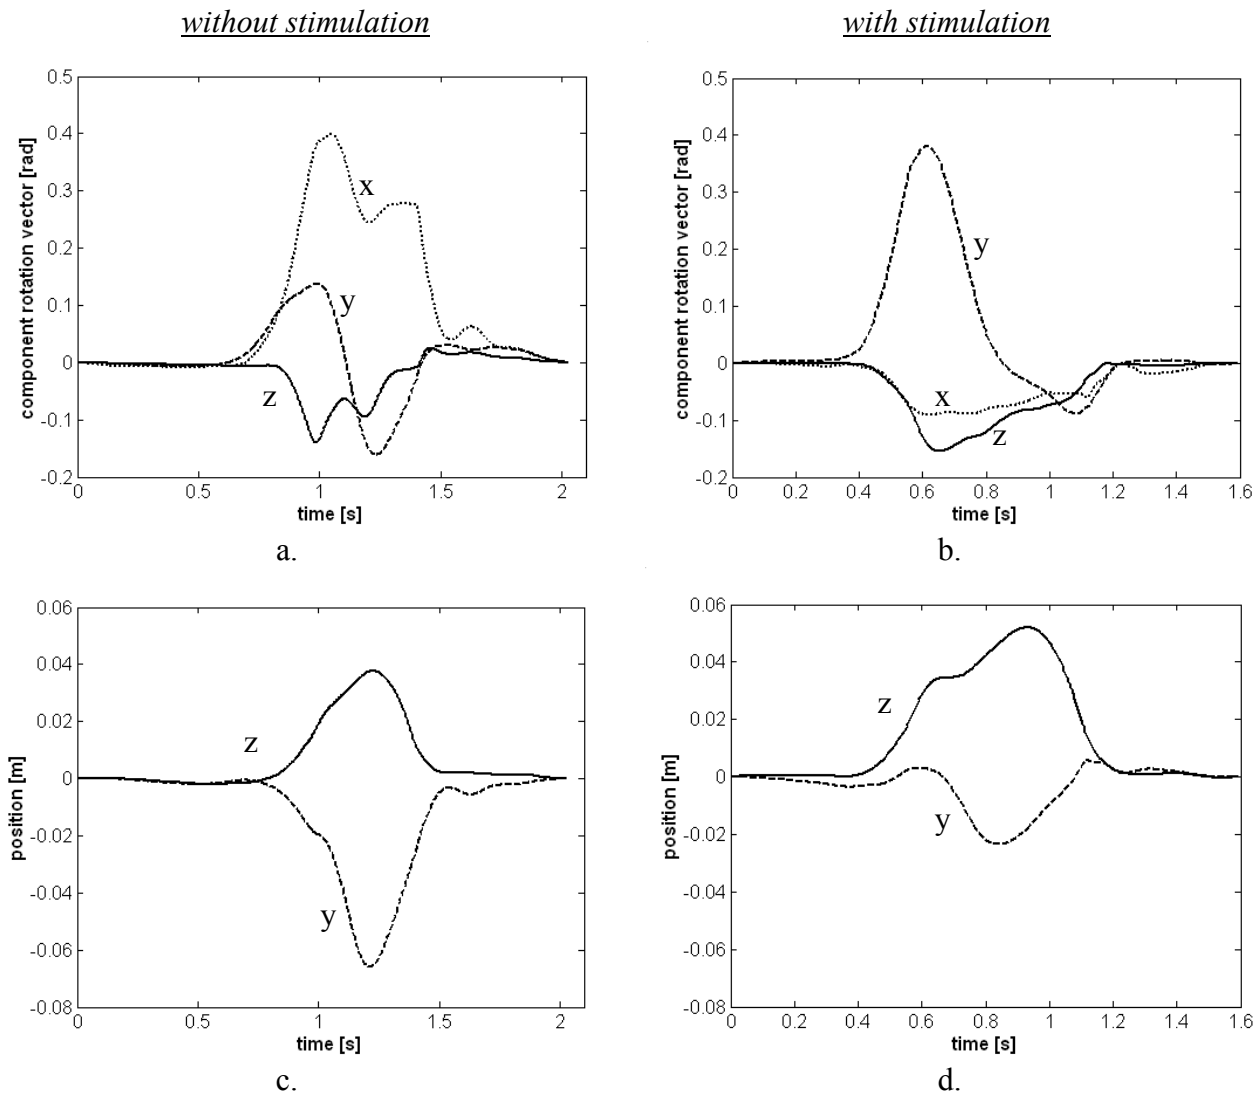 without stimulation
with stimulation
0.5
0.4
0.3
0.2
0.1
0
-0.1
-0.2
component rotation vector [rad]
x
y
z
0
0.5
1
1.5
2
time [s]
a.
0.5
0.4
0.3
0.2
0.1
0
-0.1
-0.2
component rotation vector [rad]
y
x
z
0
0.2
0.4
0.6
0.8
1
1.2
1.4
1.6
time [s]
b.
0.06
0.04
0.02
0
-0.02
-0.04
-0.06
-0.08
position [m]
z
y
0
0.5
1
1.5
2
time [s]
c.
0.06
0.04
0.02
0
-0.02
-0.04
-0.06
-0.08
position [m]
z
y
0
0.2
0.4
0.6
0.8
1
1.2
1.4
1.6
time [s]
d.